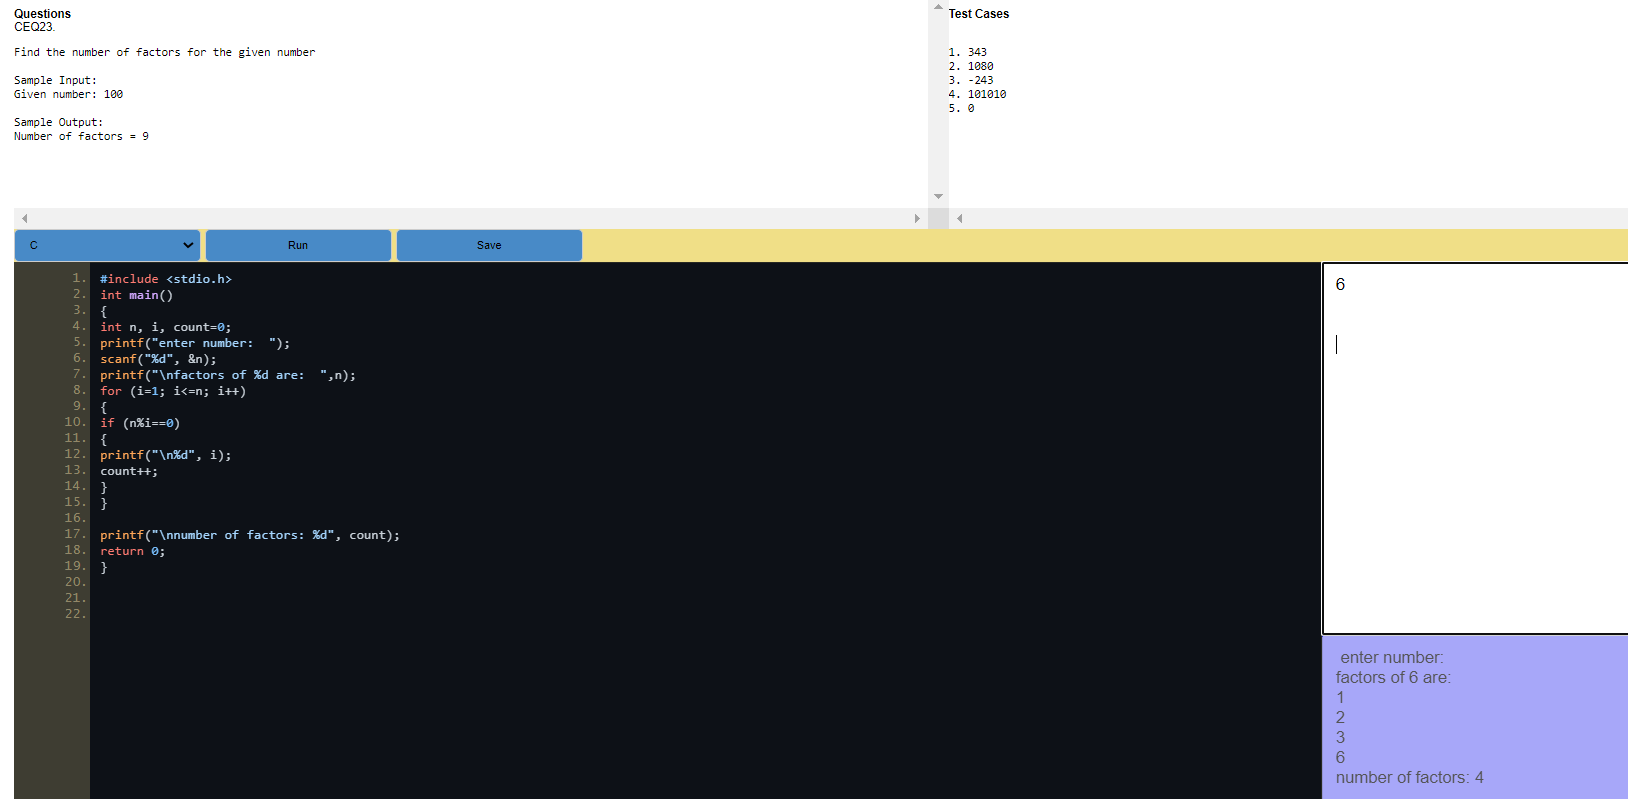 Questions
CEQ23.
Find the number of factors for the given number
Sample Input:
Given number: 100
Sample Output:
Number of factors = 9
Test Cases
1. 343
2. 1080
3. -243
4. 101010
5. 0
C
Run
Save
1. #include <stdio.h>
2. int main()
3. {
4. int n, i, count=0;
5. printf("enter number:  ");
6. scanf("%d", &n);
7. printf("\nfactors of %d are:  ",n);
8. for (i=1; i<=n; i++)
9. {
10. if (n%i==0)
11. {
12. printf("\n%d", i);
13. count++;
14. }
15. }
16.
17. printf("\nnumber of factors: %d", count);
18. return 0;
19. }
20.
21.
22.
6
enter number:
factors of 6 are:
1
2
3
6
number of factors: 4